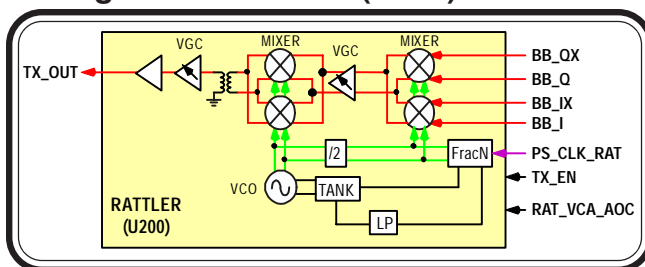 VGC
MIXER
VGC
MIXER
BB_QX
TX_OUT
BB_Q
BB_IX
BB_I
/2
FracN
PS_CLK_RAT
VCO
TANK
TX_EN
RATTLER
(U200)
LP
RAT_VCA_AOC